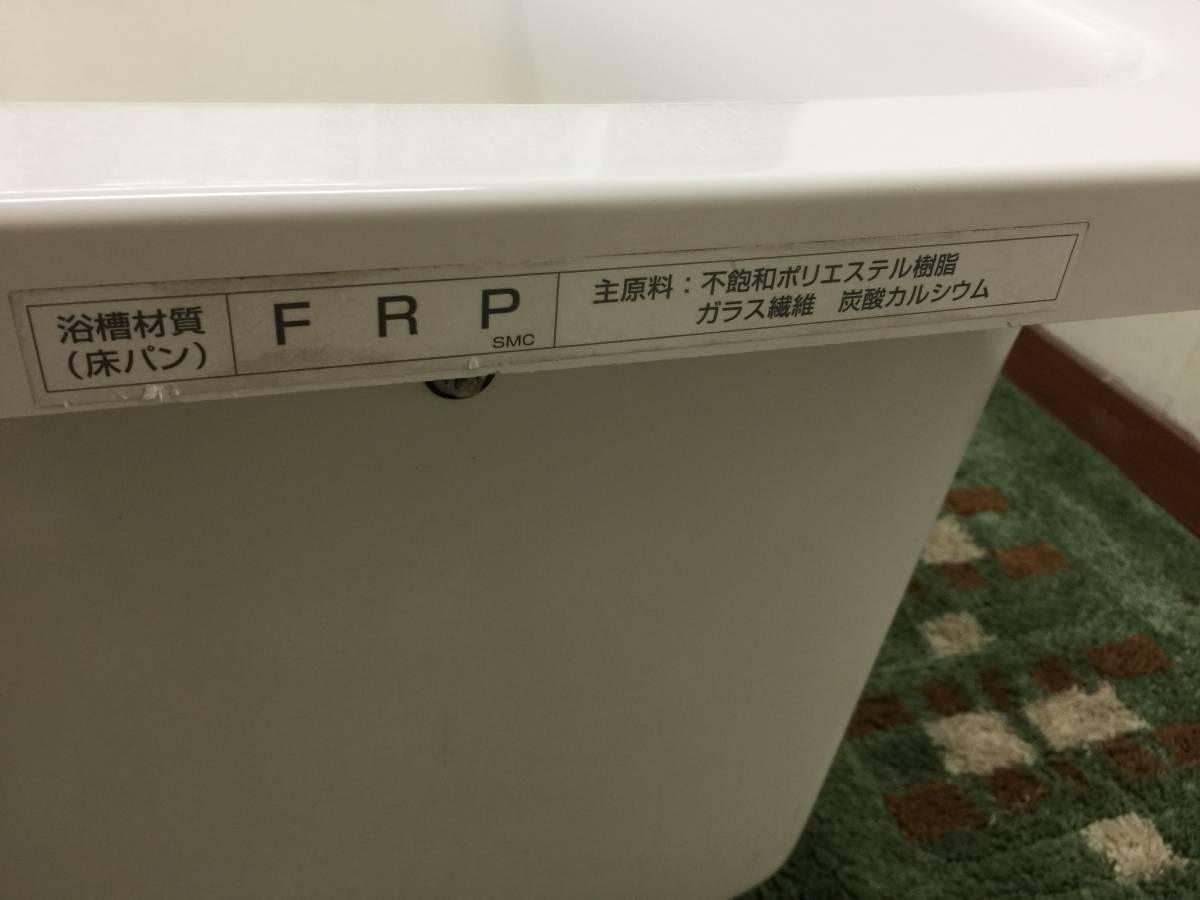 浴槽材質
（床パン）
F R P
SMC
主原料：不飽和ポリエステル樹脂
ガラス繊維 炭酸カルシウム